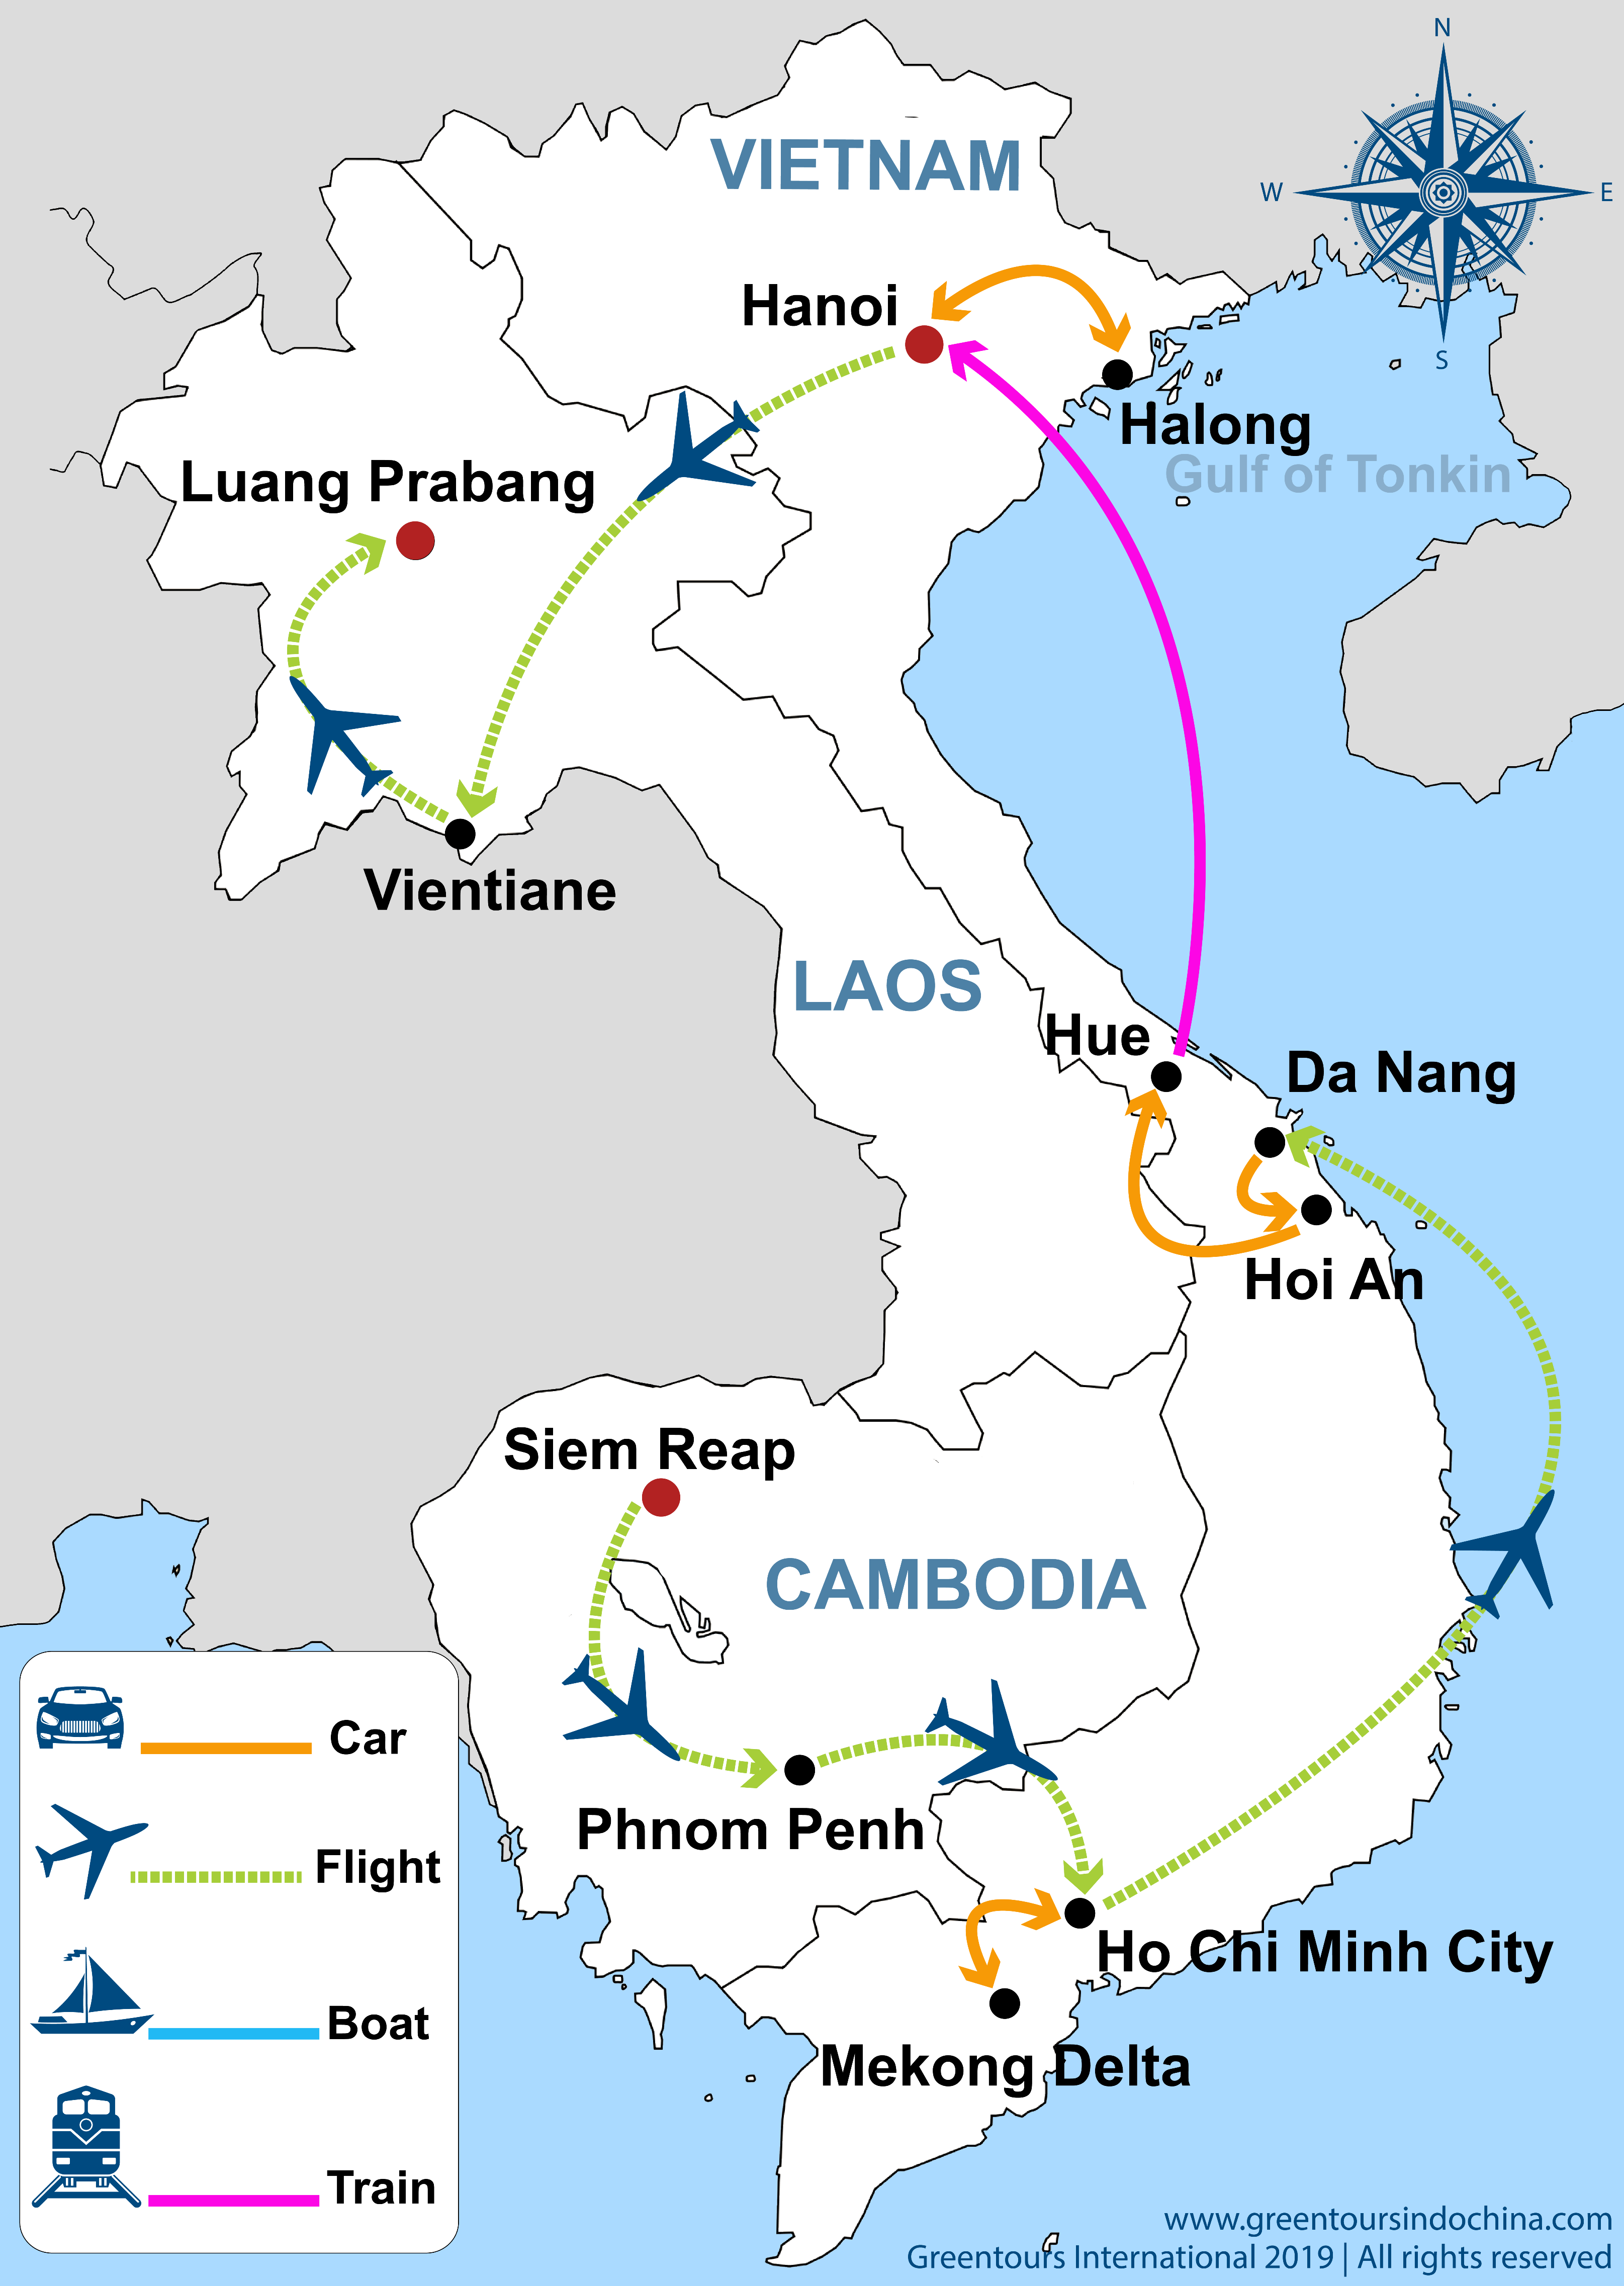 N
W
E
S
VIETNAM
Hanoi
Halong
Gulf of Tonkin
Luang Prabang
Vientiane
LAOS
Hue
Da Nang
Hoi An
Siem Reap
CAMBODIA
Phnom Penh
Ho Chi Minh City
Mekong Delta
Car
Flight
Boat
Train
www.greentoursindochina.com
Greentours International 2019 | All rights reserved